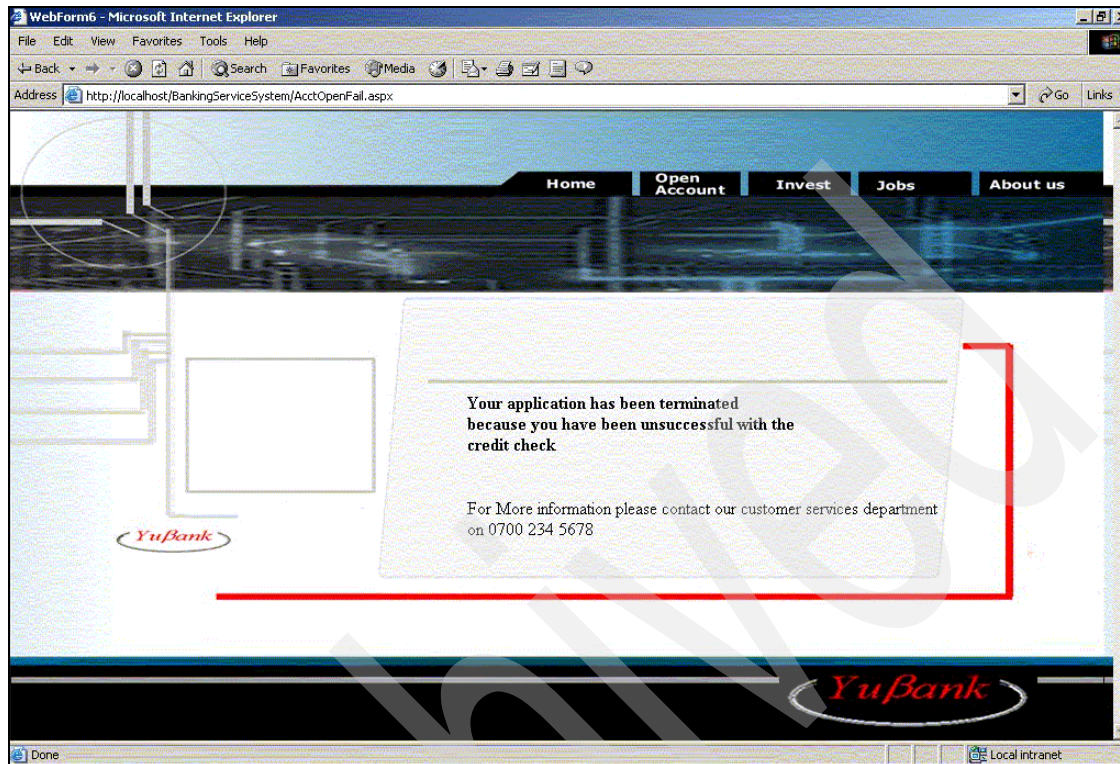 WebForm6 - Microsoft Internet Explorer
File Edit View Favorites Tools Help
Back Search Favorites Media
Address http://localhost/BankingServiceSystem/AcctOpenFail.aspx Go Links
Home Open Account Invest Jobs About us
Your application has been terminated
because you have been unsuccessful with the
credit check
For More information please contact our customer services department
on 0700 234 5678
YuBank
YuBank
hived
Done Local intranet